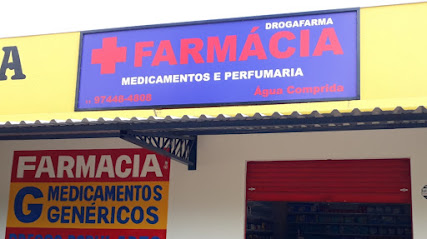 DROGAFARMA
FARMÁCIA
MEDICAMENTOS E PERFUMARIA
97448-4808
Água Comprida
A
FARMACIA
G MEDICAMENTOS
GENÉRICOS